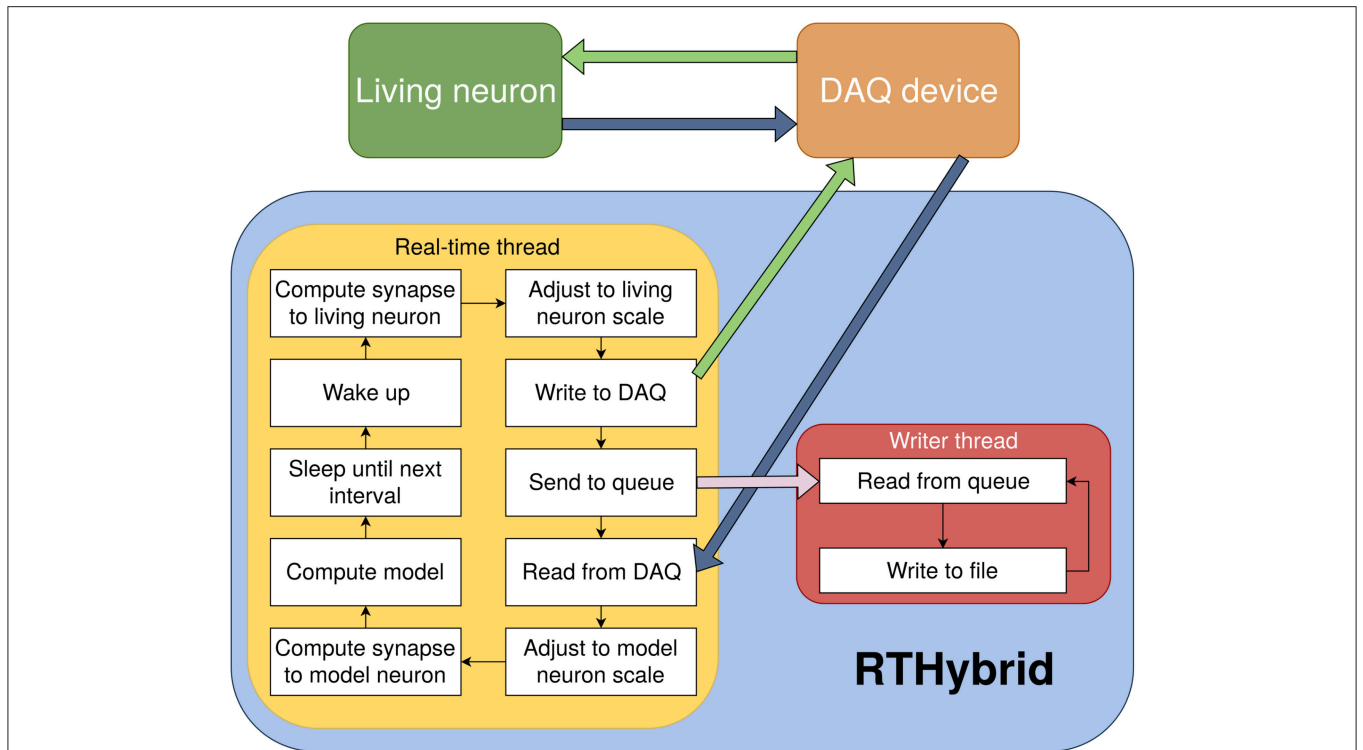 Living neuron
DAQ device
Real-time thread
Compute synapse
to living neuron
Adjust to living
neuron scale
Wake up
Write to DAQ
Sleep until next
interval
Send to queue
Compute model
Read from DAQ
Compute synapse
to model neuron
Adjust to model
neuron scale
Writer thread
Read from queue
Write to file
RTHybrid